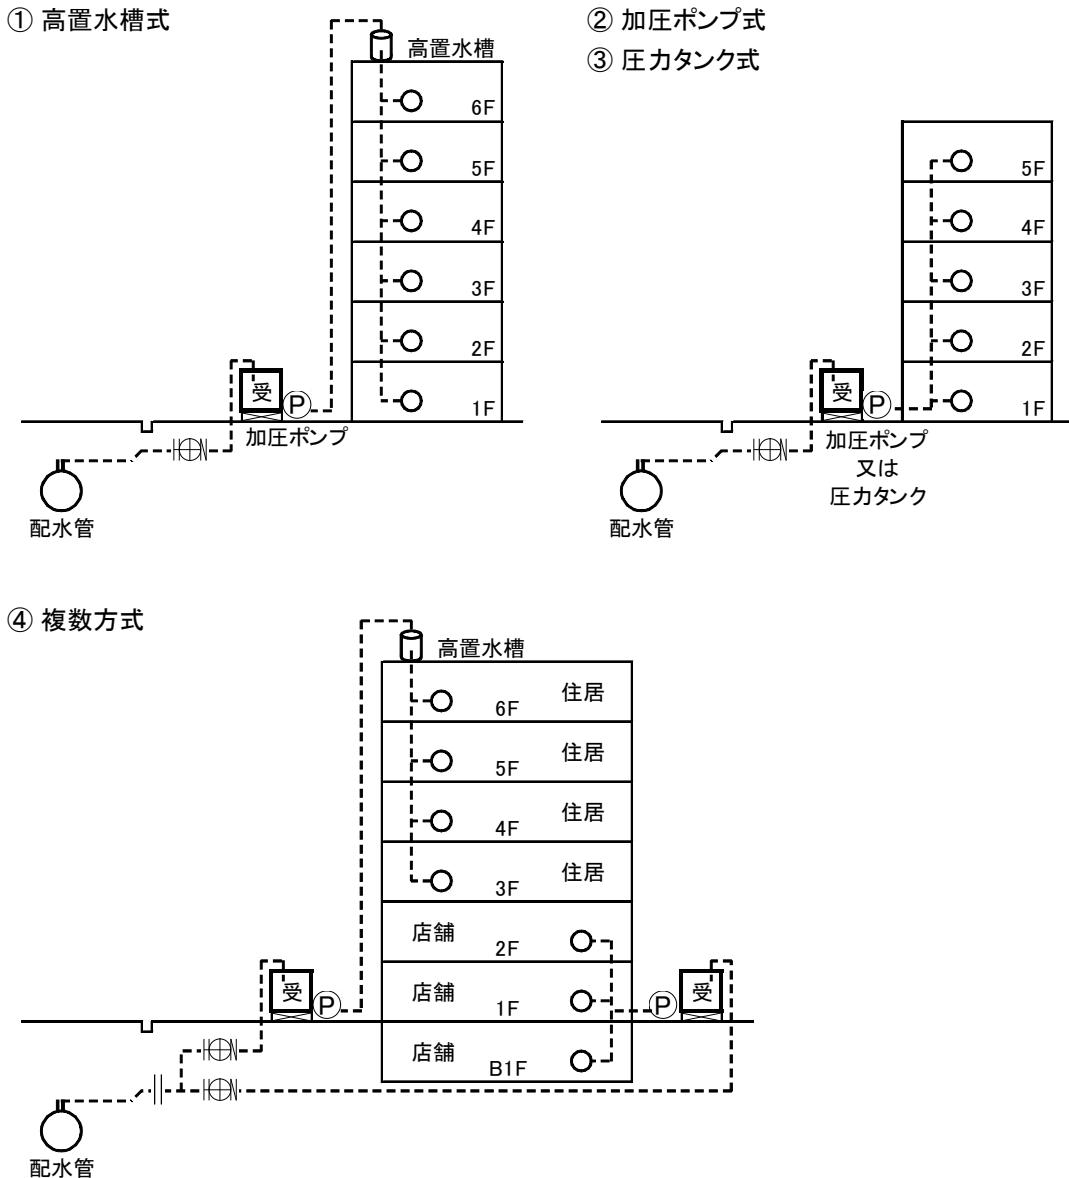 ① 高置水槽式
高置水槽
6F
5F
4F
3F
2F
1F
受
P
加圧ポンプ
配水管
② 加圧ポンプ式
③ 圧力タンク式
5F
4F
3F
2F
1F
受
P
加圧ポンプ
又は
圧力タンク
配水管
④ 複数方式
高置水槽
6F 住居
5F 住居
4F 住居
3F 住居
店舗 2F
店舗 1F
店舗 B1F
受
P
P
受
配水管